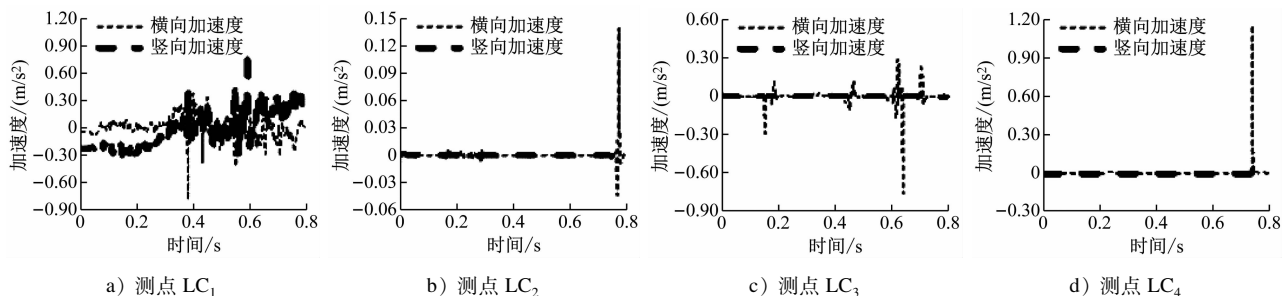 1.20
0.90
0.60
0.30
0
−0.30
−0.60
−0.90
加速度/(m/s²)
横向加速度
竖向加速度
0 0.2 0.4 0.6 0.8
时间/s
a) 测点 LC₁
0.15
0.12
0.09
0.06
0.03
0
−0.03
−0.06
加速度/(m/s²)
横向加速度
竖向加速度
0 0.2 0.4 0.6 0.8
时间/s
b) 测点 LC₂
0.60
0.30
0
−0.30
−0.60
−0.90
加速度/(m/s²)
横向加速度
竖向加速度
0 0.2 0.4 0.6 0.8
时间/s
c) 测点 LC₃
1.20
0.90
0.60
0.30
0
−0.30
加速度/(m/s²)
横向加速度
竖向加速度
0 0.2 0.4 0.6 0.8
时间/s
d) 测点 LC₄